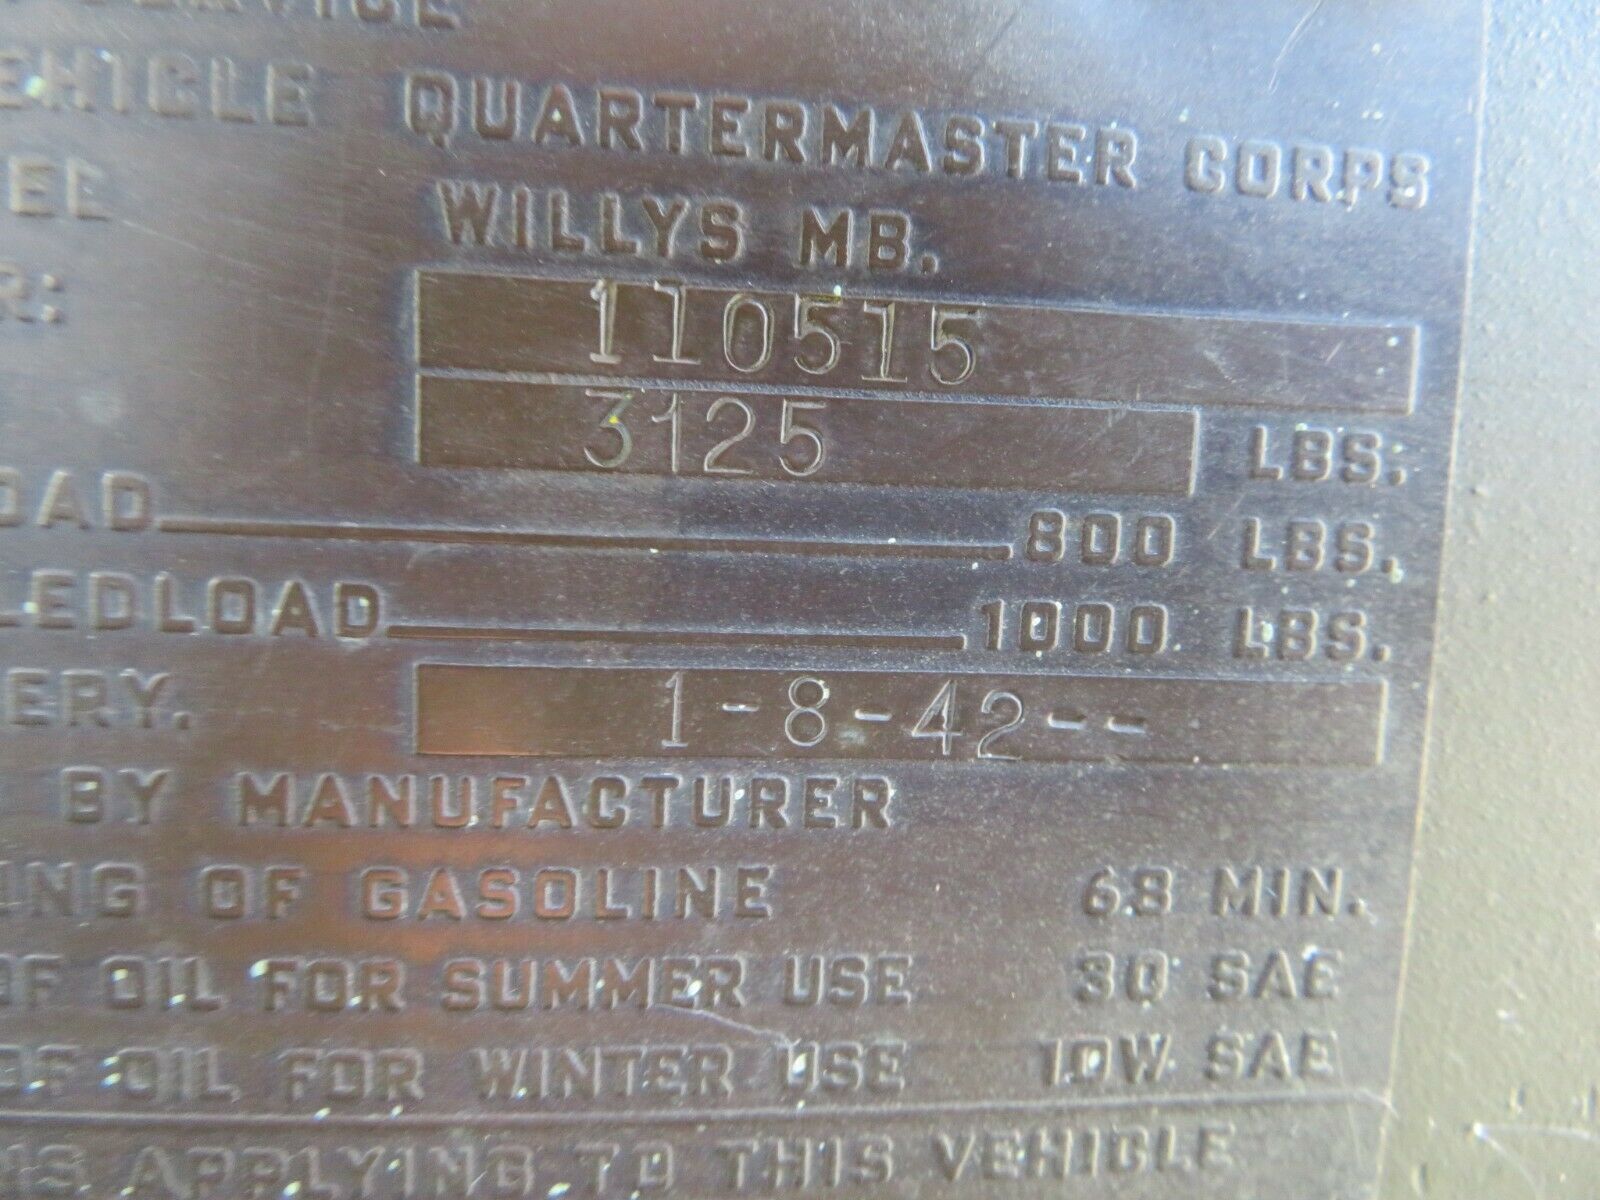 EHICLE QUARTERMASTER CORPS
WILLYS MB.
R: 110515
3125 LBS.
OAD 800 LBS.
LEDLOAD 1000 LBS.
ERY. 1-8-42--
BY MANUFACTURER
ING OF GASOLINE 68 MIN.
OF OIL FOR SUMMER USE 30 SAE
OF OIL FOR WINTER USE 10W SAE
NS APPLYING TO THIS VEHICLE